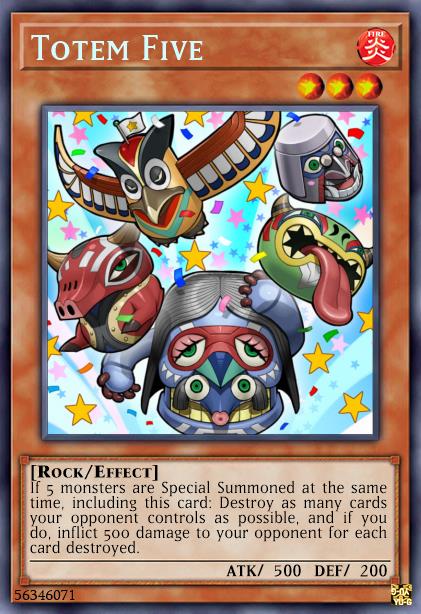 TOTEM FIVE
FIRE
炎
[ROCK/EFFECT]
If 5 monsters are Special Summoned at the same
time, including this card: Destroy as many cards
your opponent controls as possible, and if you
do, inflict 500 damage to your opponent for each
card destroyed.
ATK/ 500 DEF/ 200
56346071